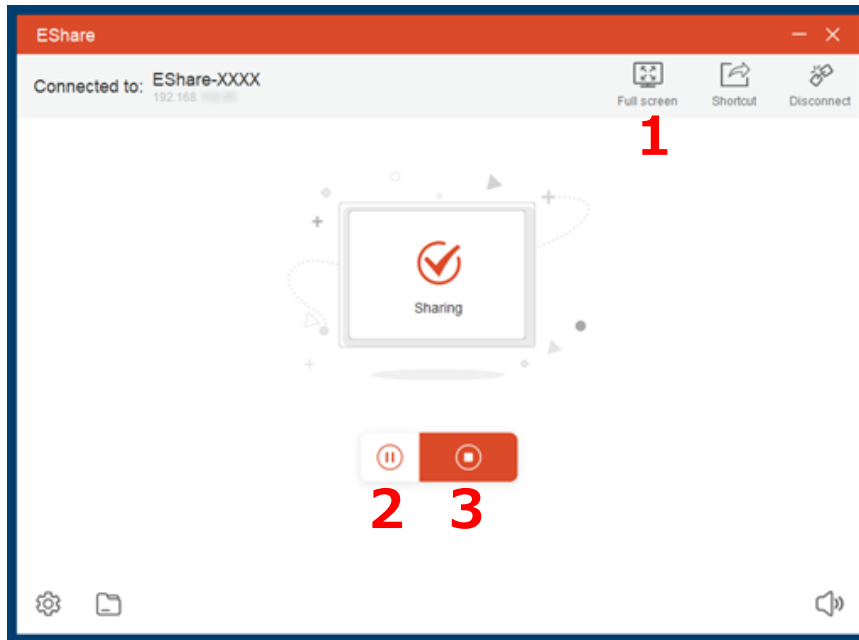 EShare
Connected to: EShare-XXXX
192.168.
Full screen
Shortcut
Disconnect
1
Sharing
2 3